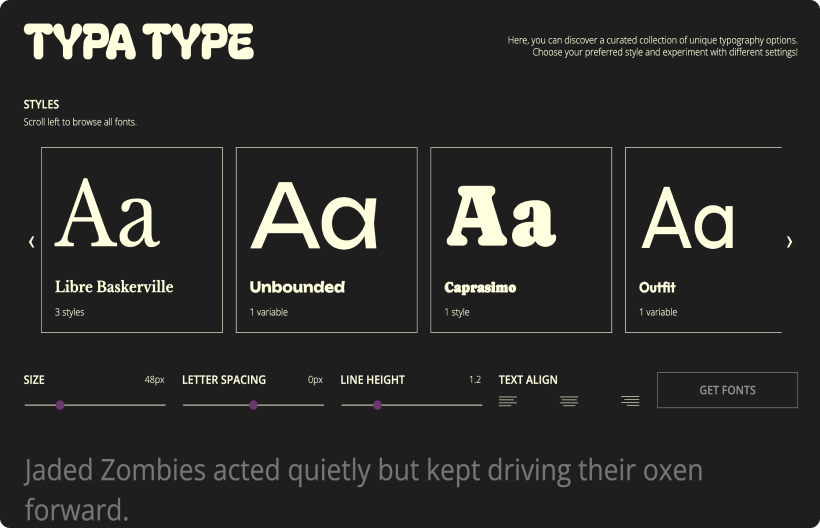 TYPA TYPE
Here, you can discover a curated collection of unique typography options.
Choose your preferred style and experiment with different settings!
STYLES
Scroll left to browse all fonts.
‹
Aa
Libre Baskerville
3 styles
Aa
Unbounded
1 variable
Aa
Caprasimo
1 style
Aa
Outfit
1 variable
›
SIZE 48px
LETTER SPACING 0px
LINE HEIGHT 1.2
TEXT ALIGN
GET FONTS
Jaded Zombies acted quietly but kept driving their oxen
forward.